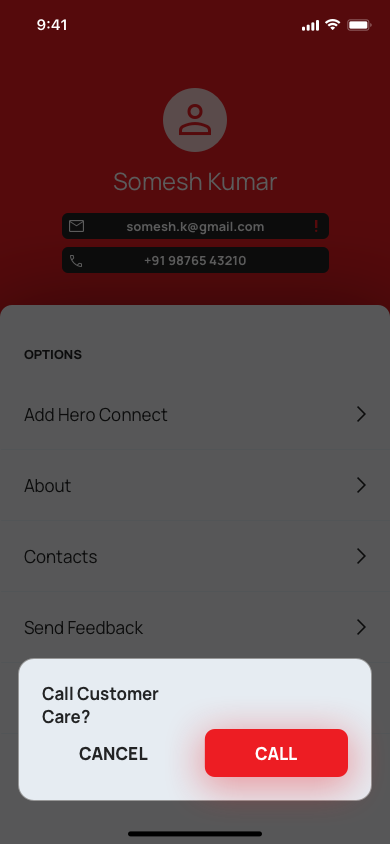 9:41
Somesh Kumar
somesh.k@gmail.com !
+91 98765 43210
OPTIONS
Add Hero Connect
About
Contacts
Send Feedback
Call Customer
Care?
CANCEL CALL